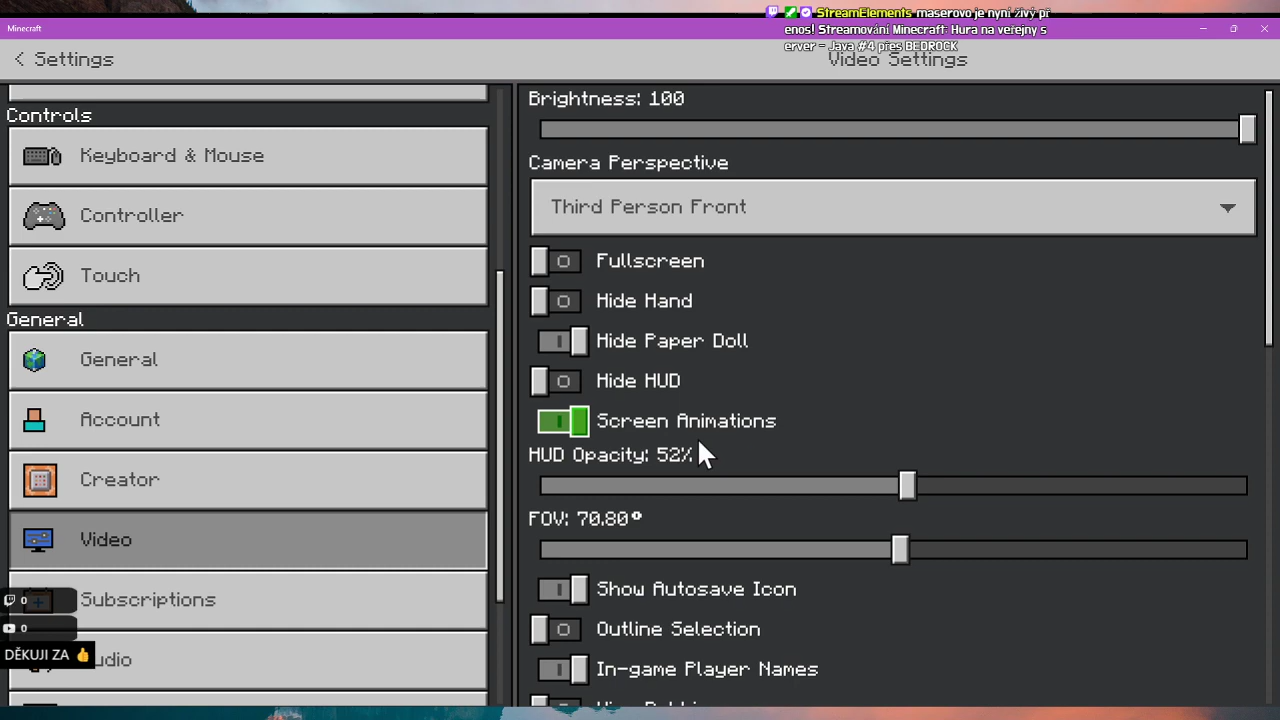 StreamElements maserovo je nyní živý př
enos! Streamování Minecraft: Hura na veřejny s
erver - Java #4 přes BEDROCK
Minecraft
Settings
Video Settings
Controls
Keyboard & Mouse
Controller
Touch
General
General
Account
Creator
Video
Subscriptions
udio
0
0
DĚKUJI ZA 👍
Brightness: 100
Camera Perspective
Third Person Front
Fullscreen
Hide Hand
Hide Paper Doll
Hide HUD
Screen Animations
HUD Opacity: 52%
FOV: 70.80°
Show Autosave Icon
Outline Selection
In-game Player Names